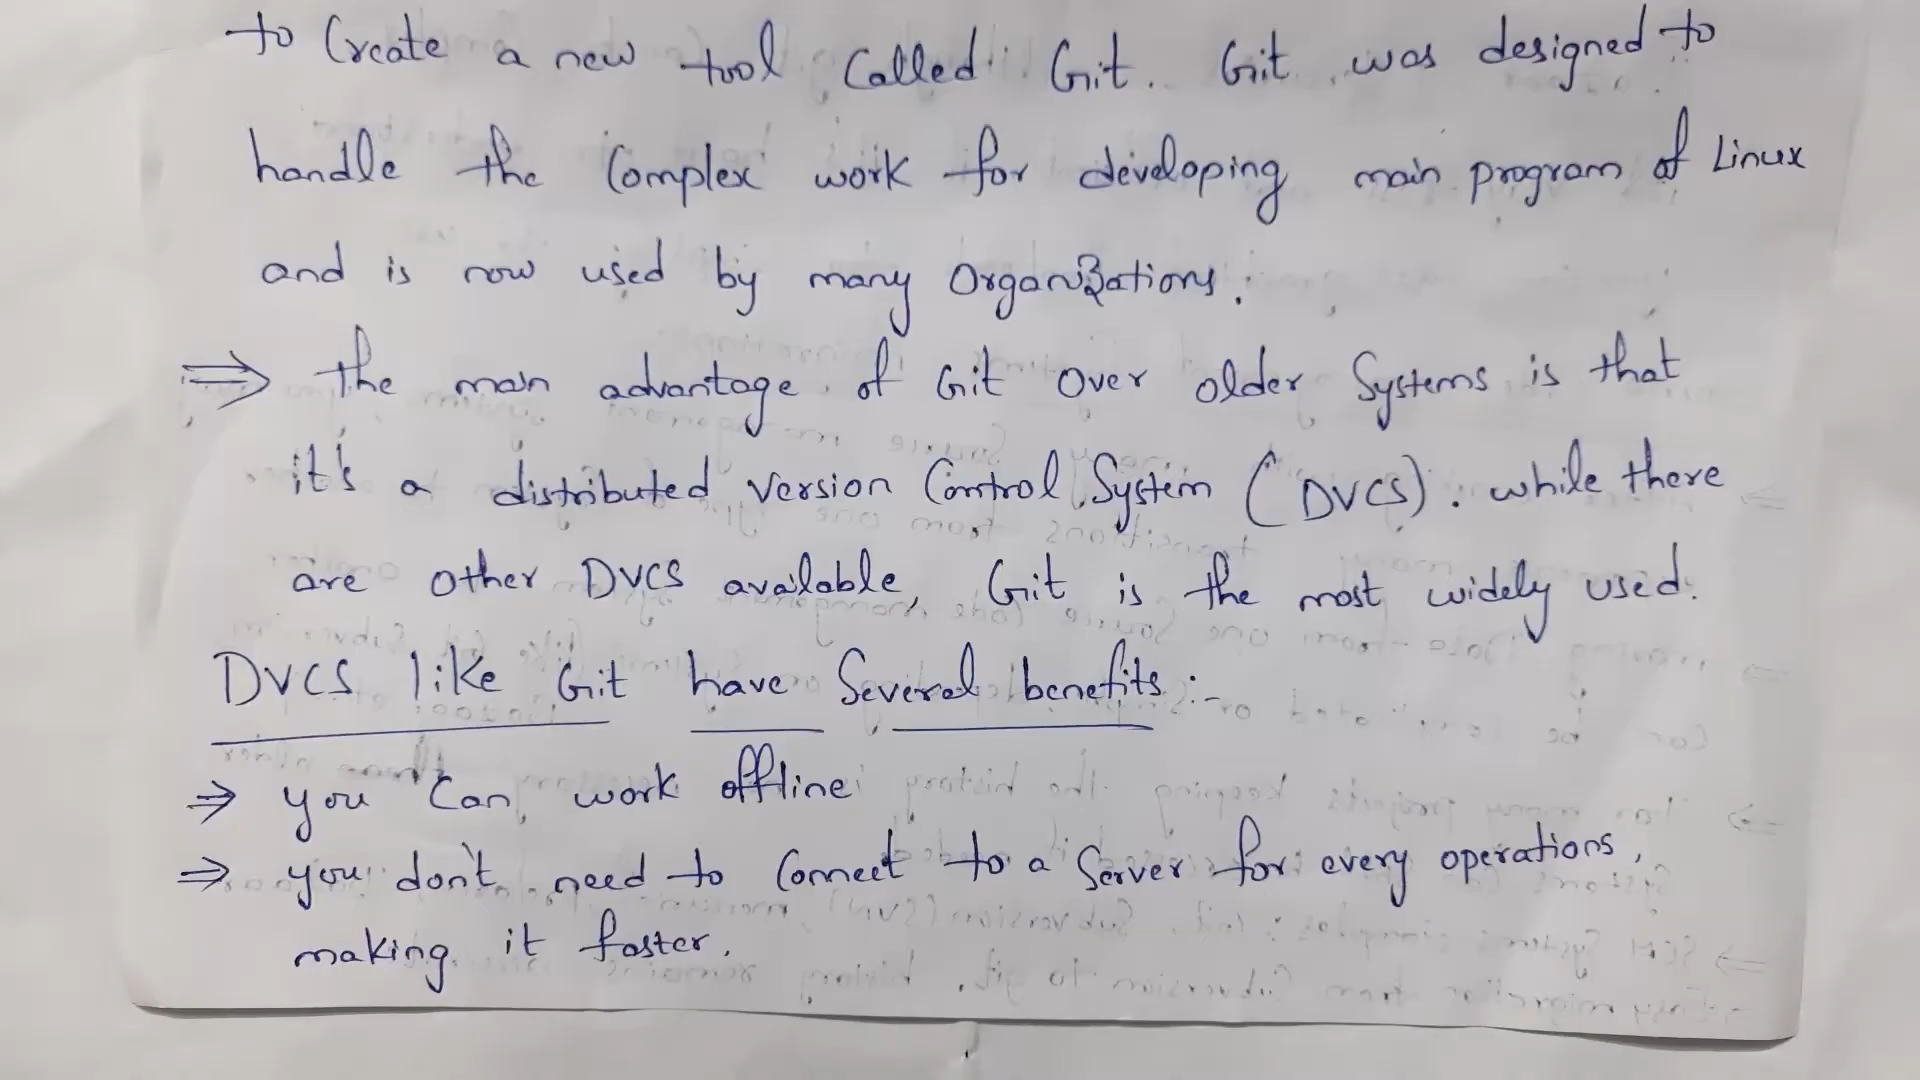 to Create a new tool Called Git. Git was designed to
handle the Complex work for developing main program of Linux
and is now used by many Organizations.
⇒ The main advantage of Git Over older Systems is that
it's a distributed Version Control System (DVCS). while there
are Other DVCS available, Git is the most widely used.
DVCS like Git have Several benefits :-
⇒ you Can work offline
⇒ you don't need to Connect to a Server for every operations,
making it faster.